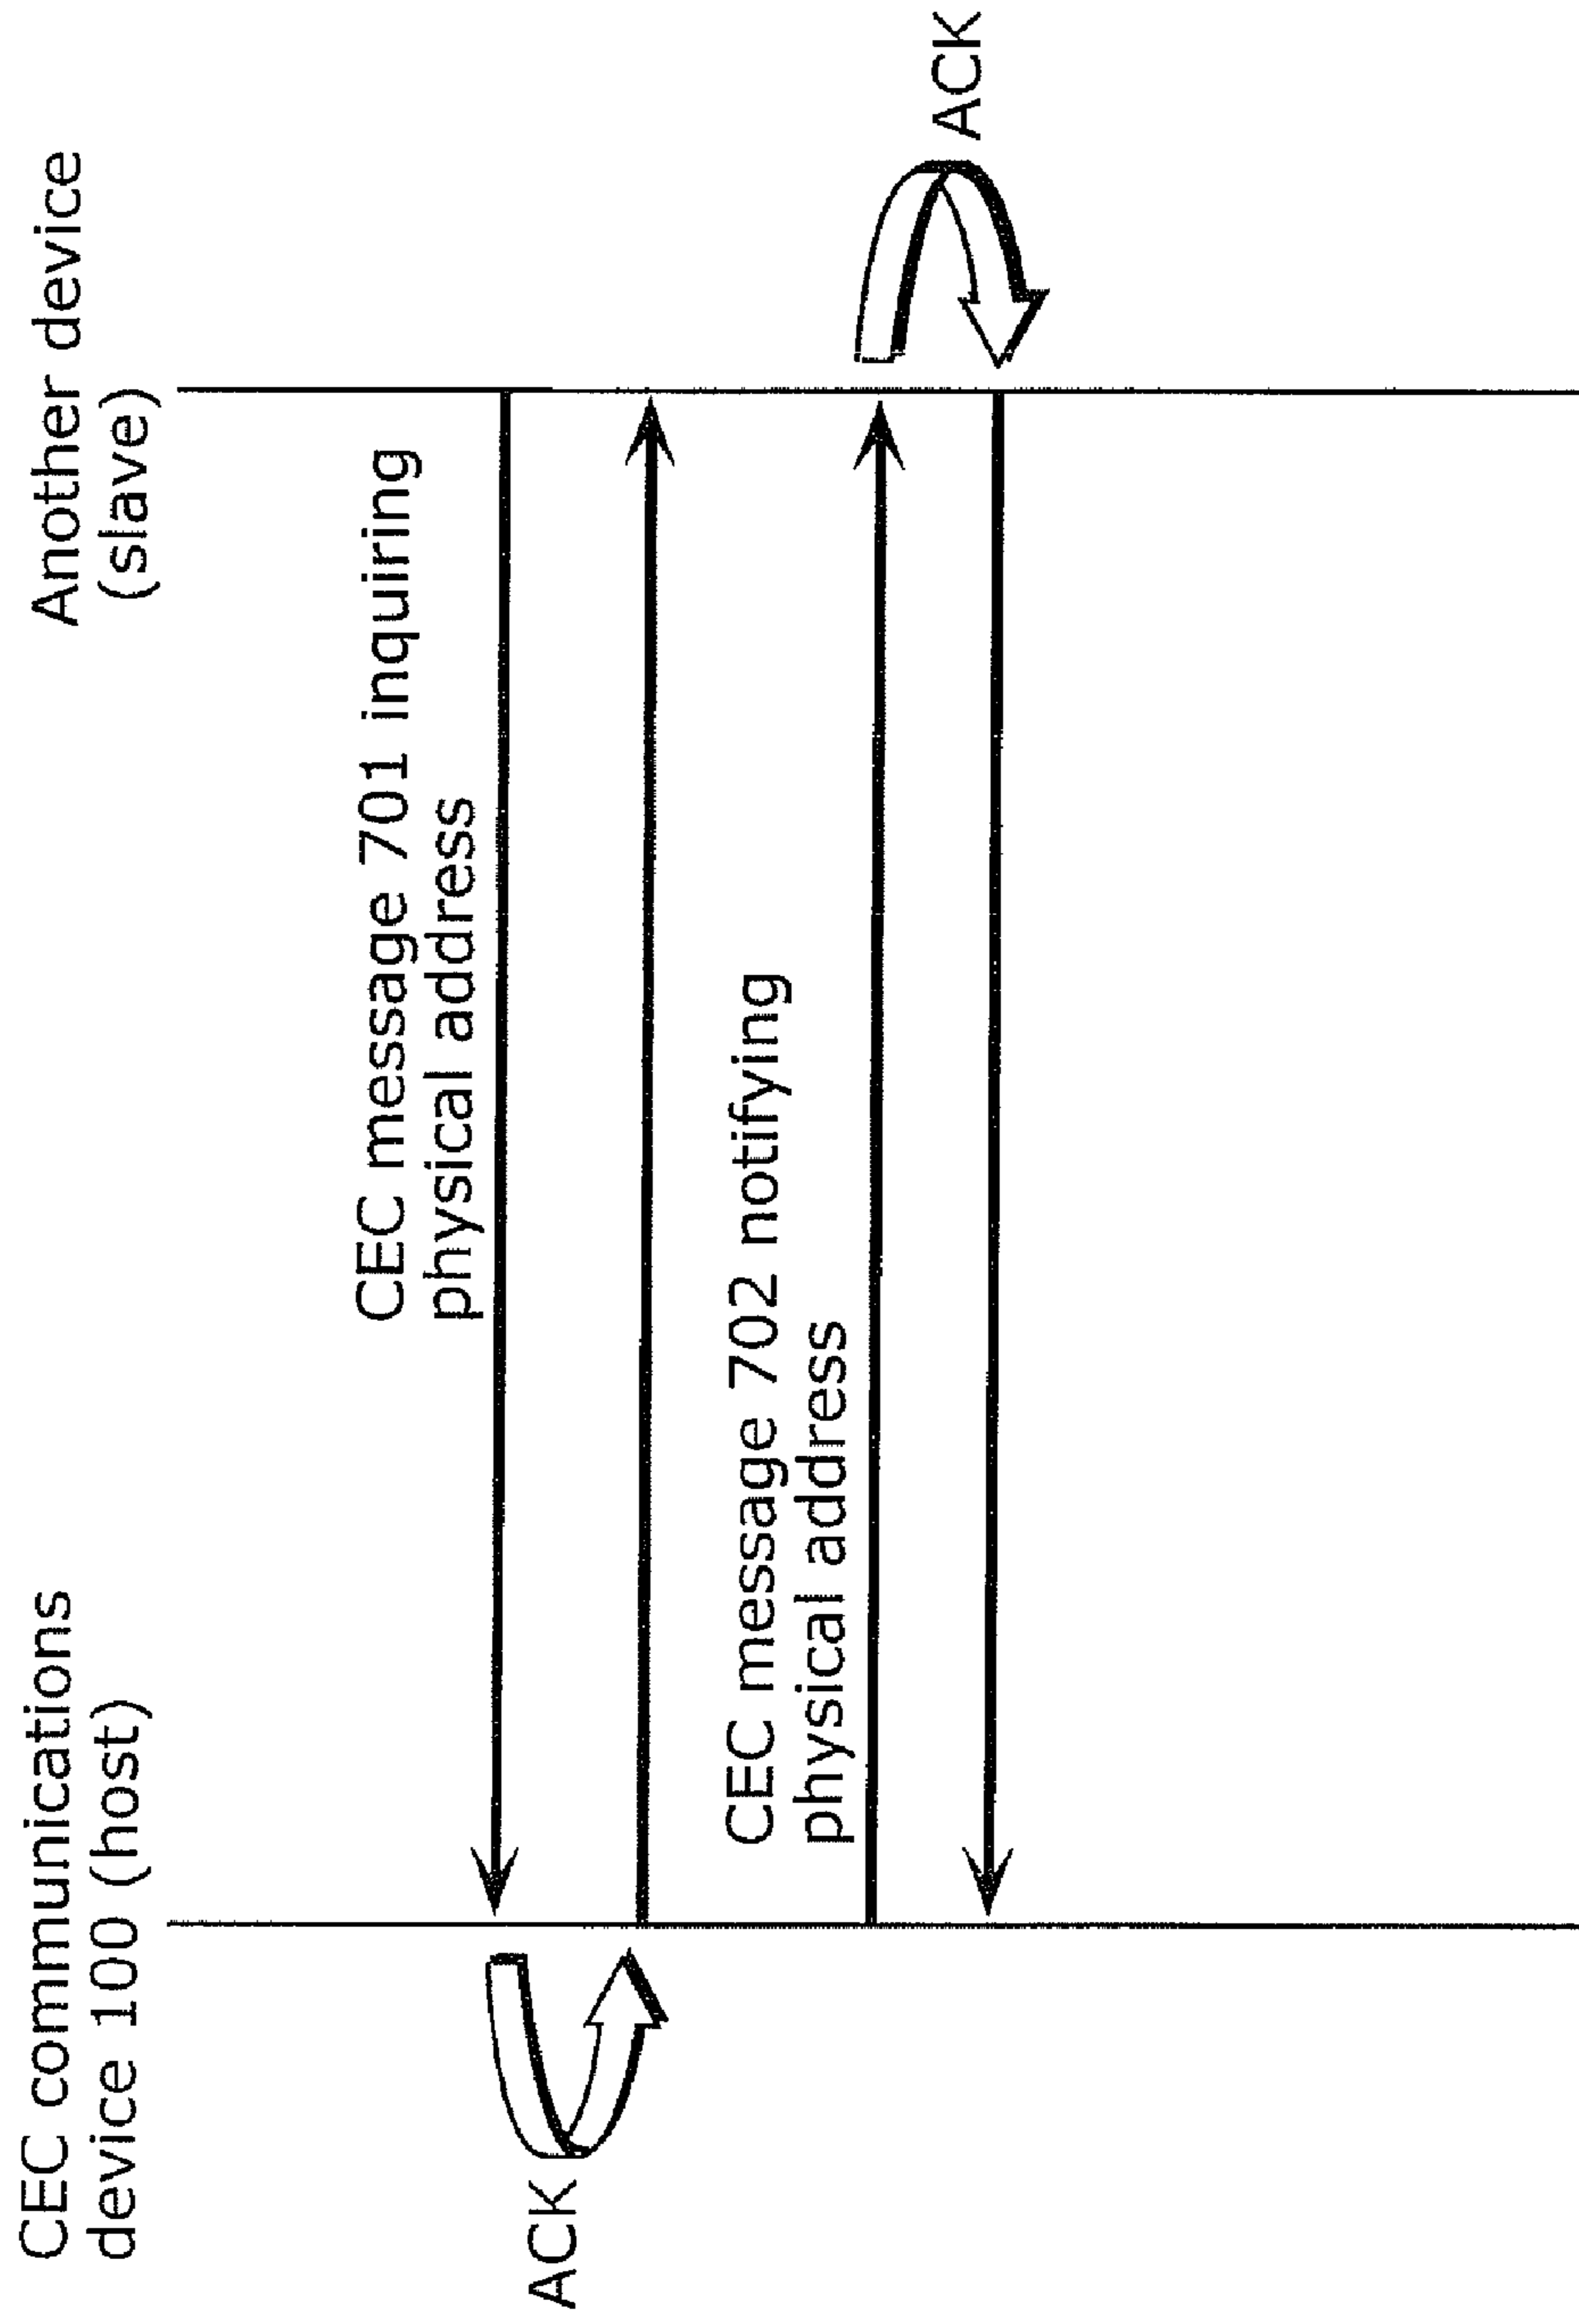 CEC communications
device 100 (host)
Another device
(slave)
CEC message 701 inquiring
physical address
ACK
CEC message 702 notifying
physical address
ACK